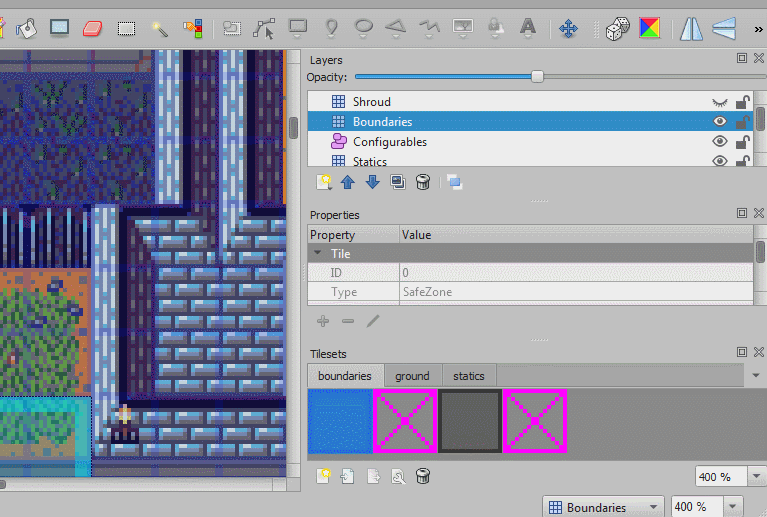 »
Layers
Opacity:
Shroud
Boundaries
Configurables
Statics
Properties
Property Value
Tile
ID 0
Type SafeZone
Tilesets
boundaries ground statics
400 %
Boundaries 400 %